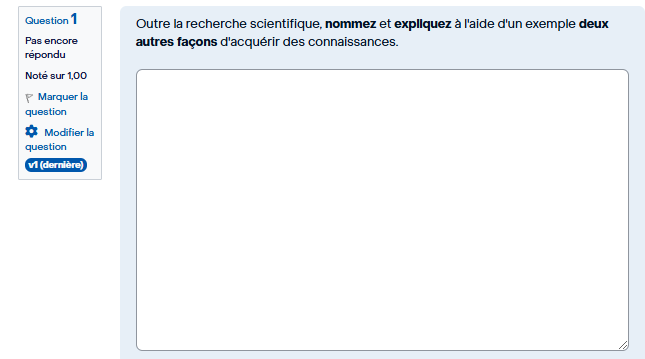 Question 1
Pas encore
répondu
Noté sur 1,00
Marquer la
question
Modifier la
question
v1 (dernière)
Outre la recherche scientifique, nommez et expliquez à l'aide d'un exemple deux
autres façons d'acquérir des connaissances.